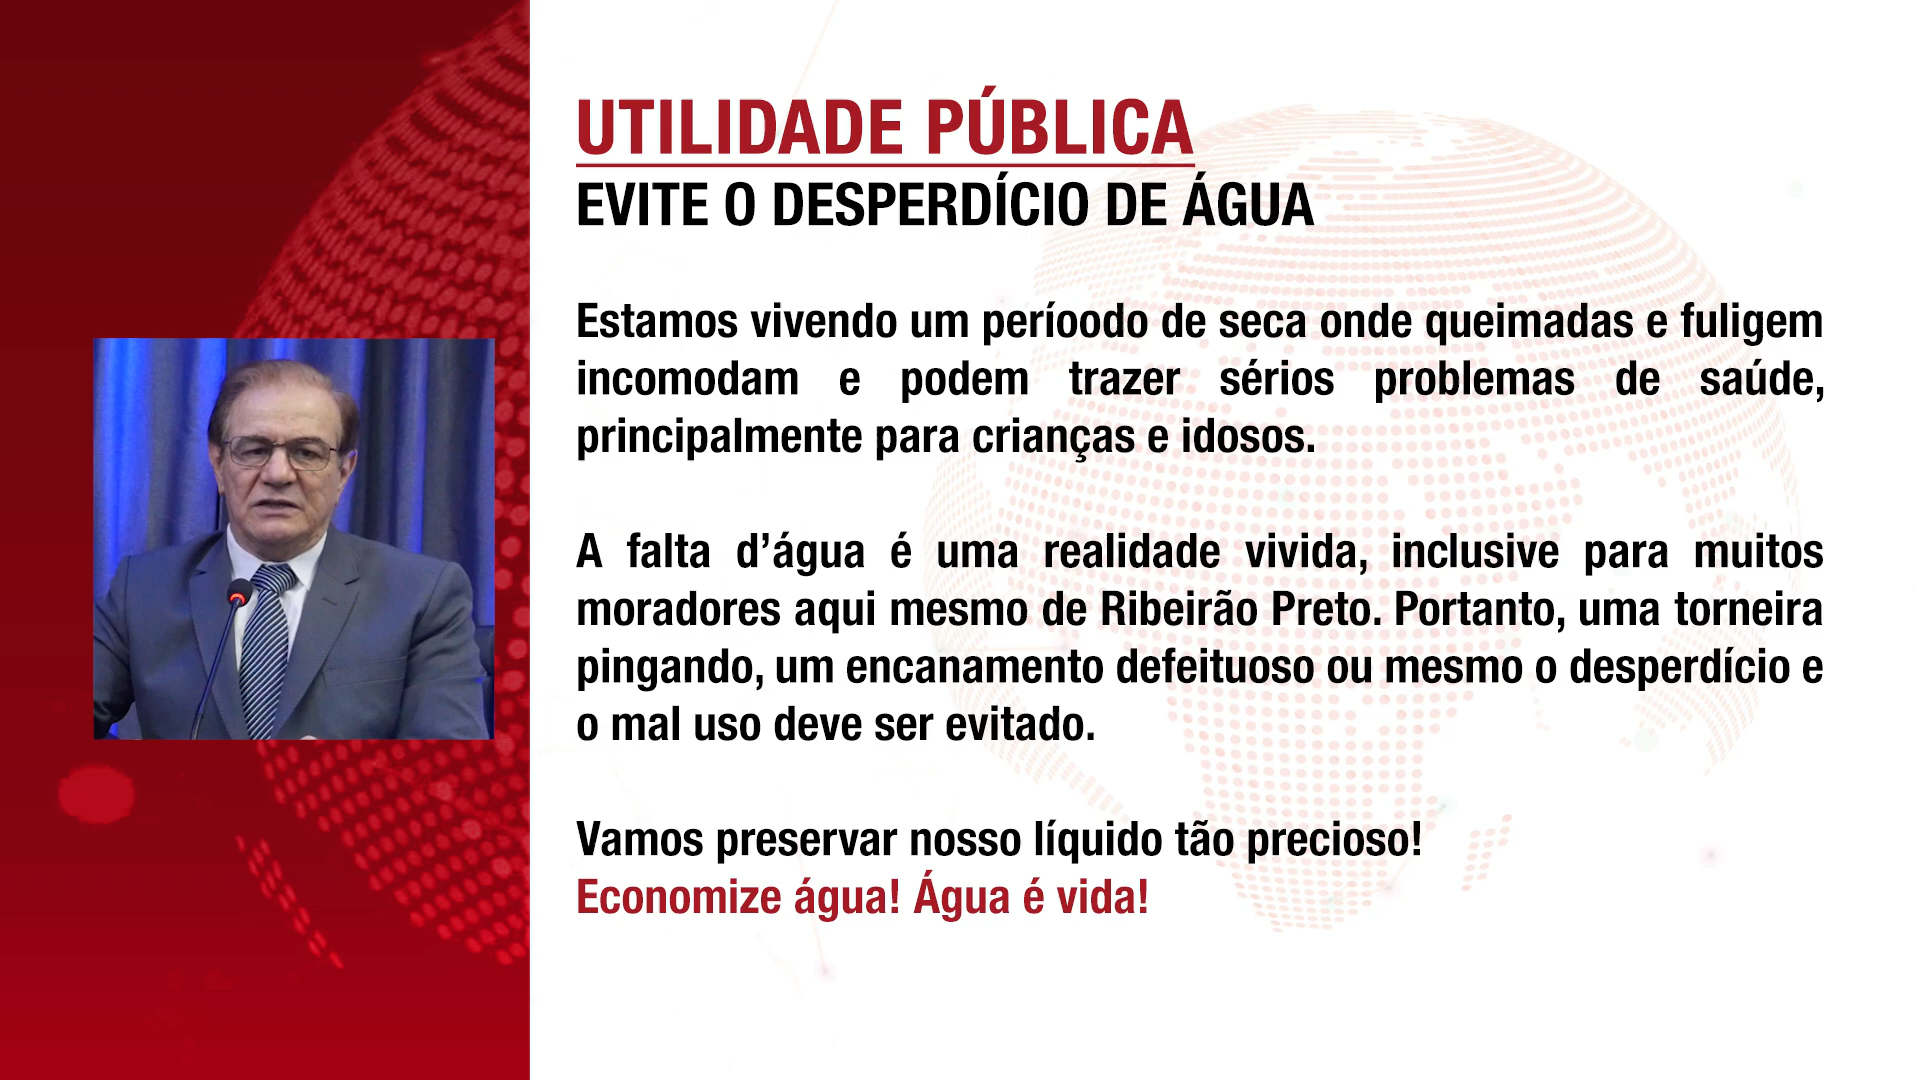 UTILIDADE PÚBLICA
EVITE O DESPERDÍCIO DE ÁGUA
Estamos vivendo um períoodo de seca onde queimadas e fuligem
incomodam e podem trazer sérios problemas de saúde,
principalmente para crianças e idosos.
A falta d’água é uma realidade vivida, inclusive para muitos
moradores aqui mesmo de Ribeirão Preto. Portanto, uma torneira
pingando, um encanamento defeituoso ou mesmo o desperdício e
o mal uso deve ser evitado.
Vamos preservar nosso líquido tão precioso!
Economize água! Água é vida!